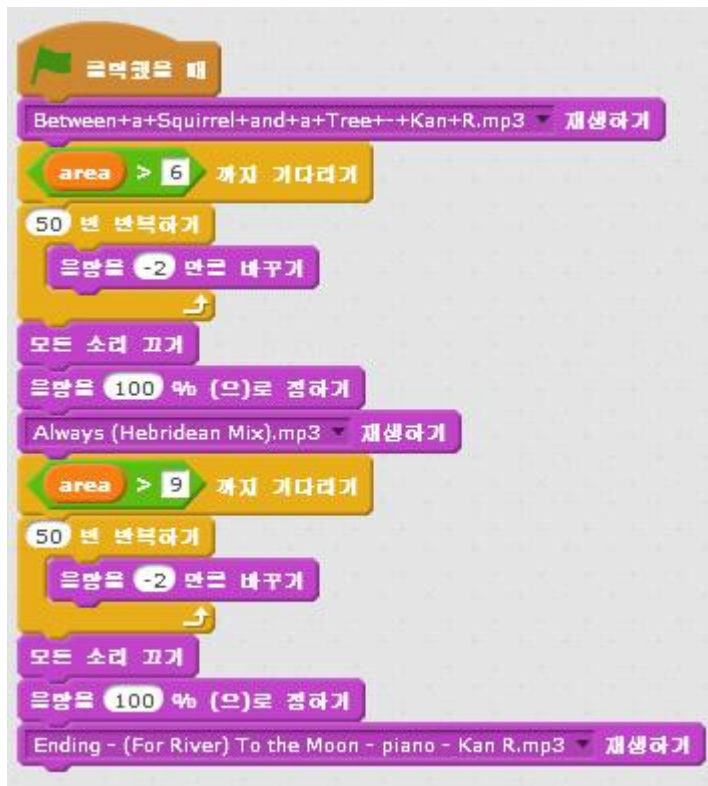 클릭했을 때
Between+a+Squirrel+and+a+Tree+-+Kan+R.mp3 재생하기
area > 6 까지 기다리기
50 번 반복하기
음량을 -2 만큼 바꾸기
모든 소리 끄기
음량을 100 % (으)로 정하기
Always (Hebridean Mix).mp3 재생하기
area > 9 까지 기다리기
50 번 반복하기
음량을 -2 만큼 바꾸기
모든 소리 끄기
음량을 100 % (으)로 정하기
Ending - (For River) To the Moon - piano - Kan R.mp3 재생하기